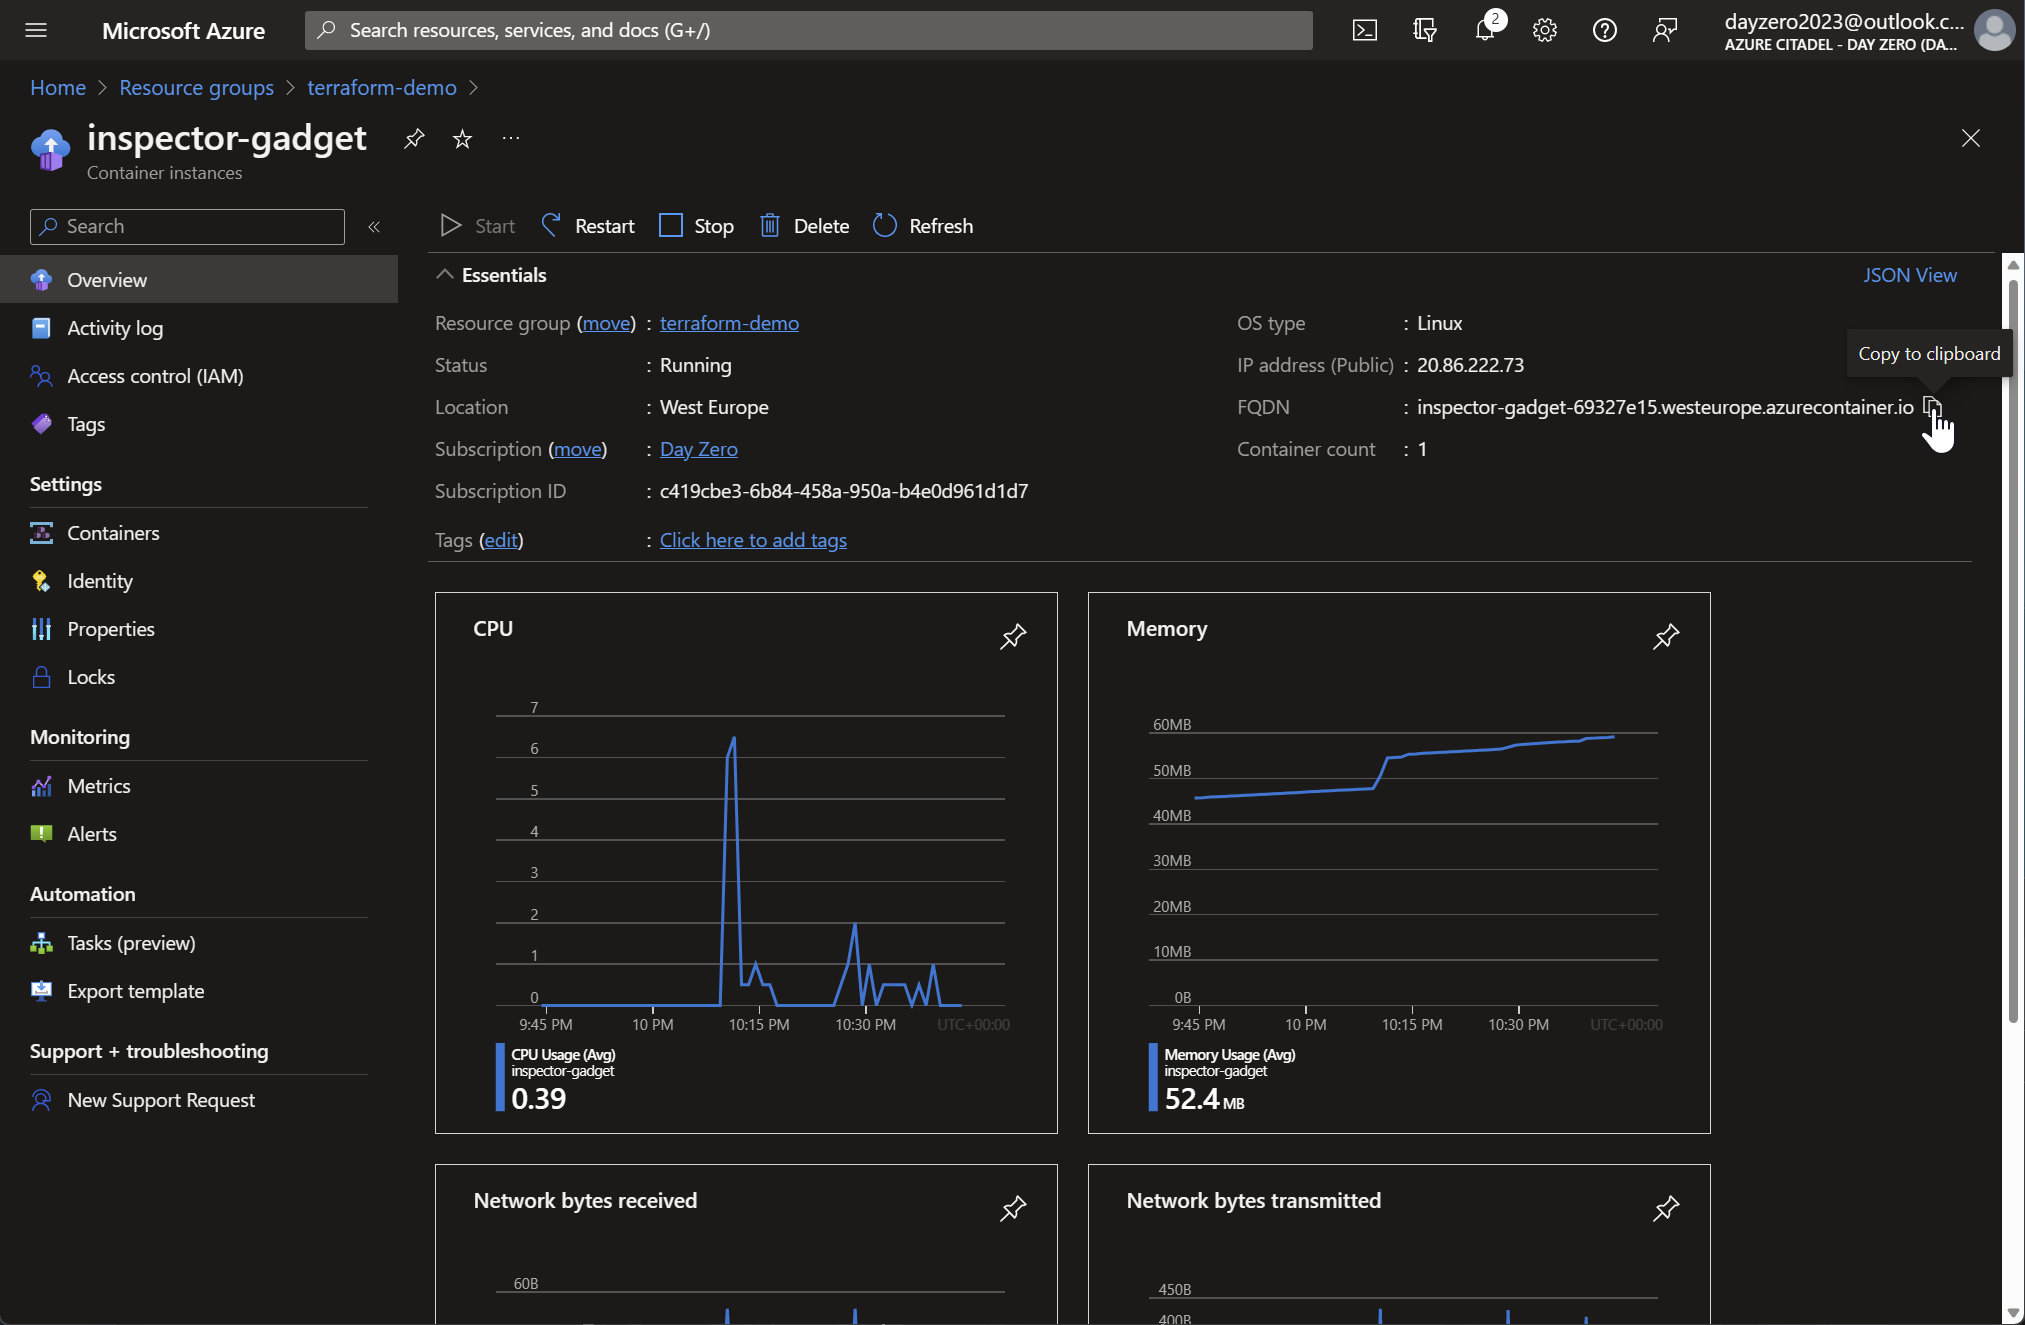 Microsoft Azure
Search resources, services, and docs (G+/)
2
dayzero2023@outlook.c...
AZURE CITADEL - DAY ZERO (DA...
Home > Resource groups > terraform-demo >
inspector-gadget
Container instances
Search
«
Start
Restart
Stop
Delete
Refresh
Overview
Activity log
Access control (IAM)
Tags
Settings
Containers
Identity
Properties
Locks
Monitoring
Metrics
Alerts
Automation
Tasks (preview)
Export template
Support + troubleshooting
New Support Request
Essentials
JSON View
Resource group (move) : terraform-demo
Status : Running
Location : West Europe
Subscription (move) : Day Zero
Subscription ID : c419cbe3-6b84-458a-950a-b4e0d961d1d7
Tags (edit) : Click here to add tags
OS type : Linux
IP address (Public) : 20.86.222.73
FQDN : inspector-gadget-69327e15.westeurope.azurecontainer.io
Container count : 1
Copy to clipboard
CPU
7
6
5
4
3
2
1
0
9:45 PM 10 PM 10:15 PM 10:30 PM UTC+00:00
CPU Usage (Avg)
inspector-gadget
0.39
Memory
60MB
50MB
40MB
30MB
20MB
10MB
0B
9:45 PM 10 PM 10:15 PM 10:30 PM UTC+00:00
Memory Usage (Avg)
inspector-gadget
52.4 MB
Network bytes received
60B
Network bytes transmitted
450B
400B